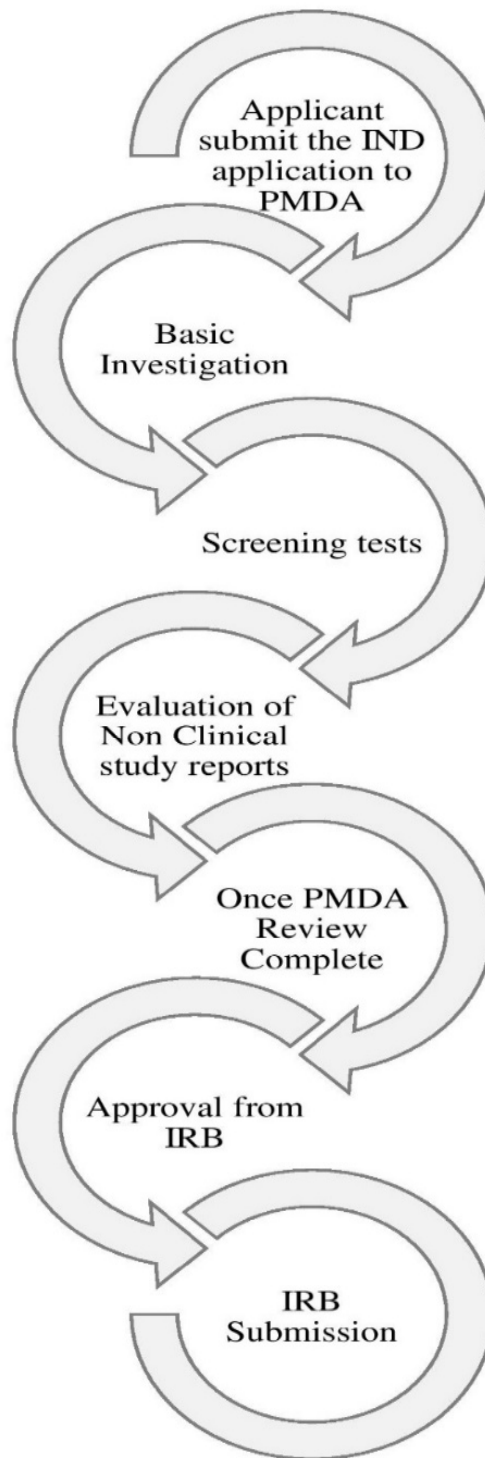 Applicant
submit the IND
application to
PMDA
Basic
Investigation
Screening tests
Evaluation of
Non Clinical
study reports
Once PMDA
Review
Complete
Approval from
IRB
IRB
Submission